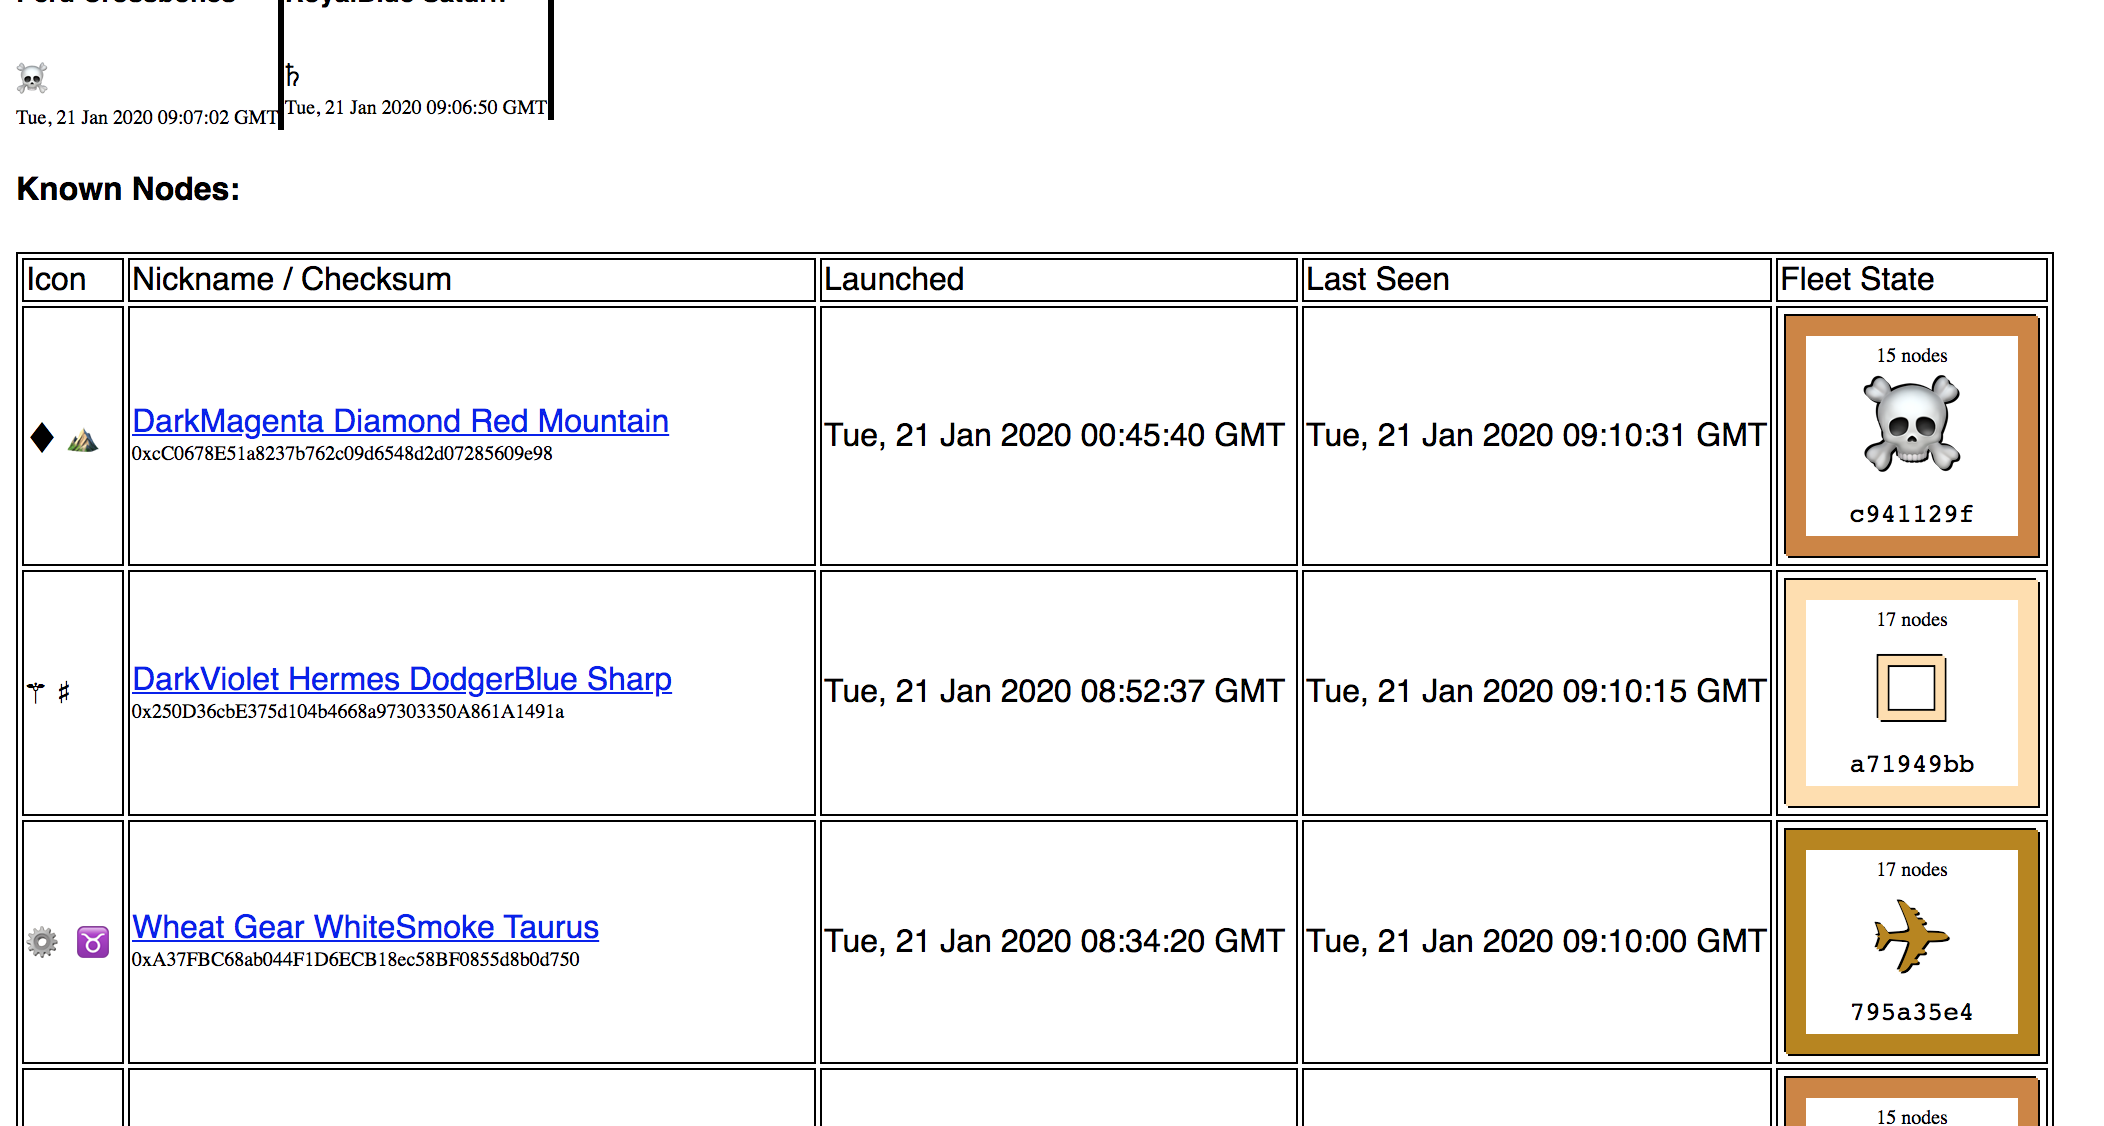 Tue, 21 Jan 2020 09:07:02 GMT
Tue, 21 Jan 2020 09:06:50 GMT
Known Nodes:
Icon
Nickname / Checksum
Launched
Last Seen
Fleet State
DarkMagenta Diamond Red Mountain
0xcC0678E51a8237b762c09d6548d2d07285609e98
Tue, 21 Jan 2020 00:45:40 GMT
Tue, 21 Jan 2020 09:10:31 GMT
15 nodes
c941129f
DarkViolet Hermes DodgerBlue Sharp
0x250D36cbE375d104b4668a97303350A861A1491a
Tue, 21 Jan 2020 08:52:37 GMT
Tue, 21 Jan 2020 09:10:15 GMT
17 nodes
a71949bb
Wheat Gear WhiteSmoke Taurus
0xA37FBC68ab044F1D6ECB18ec58BF0855d8b0d750
Tue, 21 Jan 2020 08:34:20 GMT
Tue, 21 Jan 2020 09:10:00 GMT
17 nodes
795a35e4
15 nodes